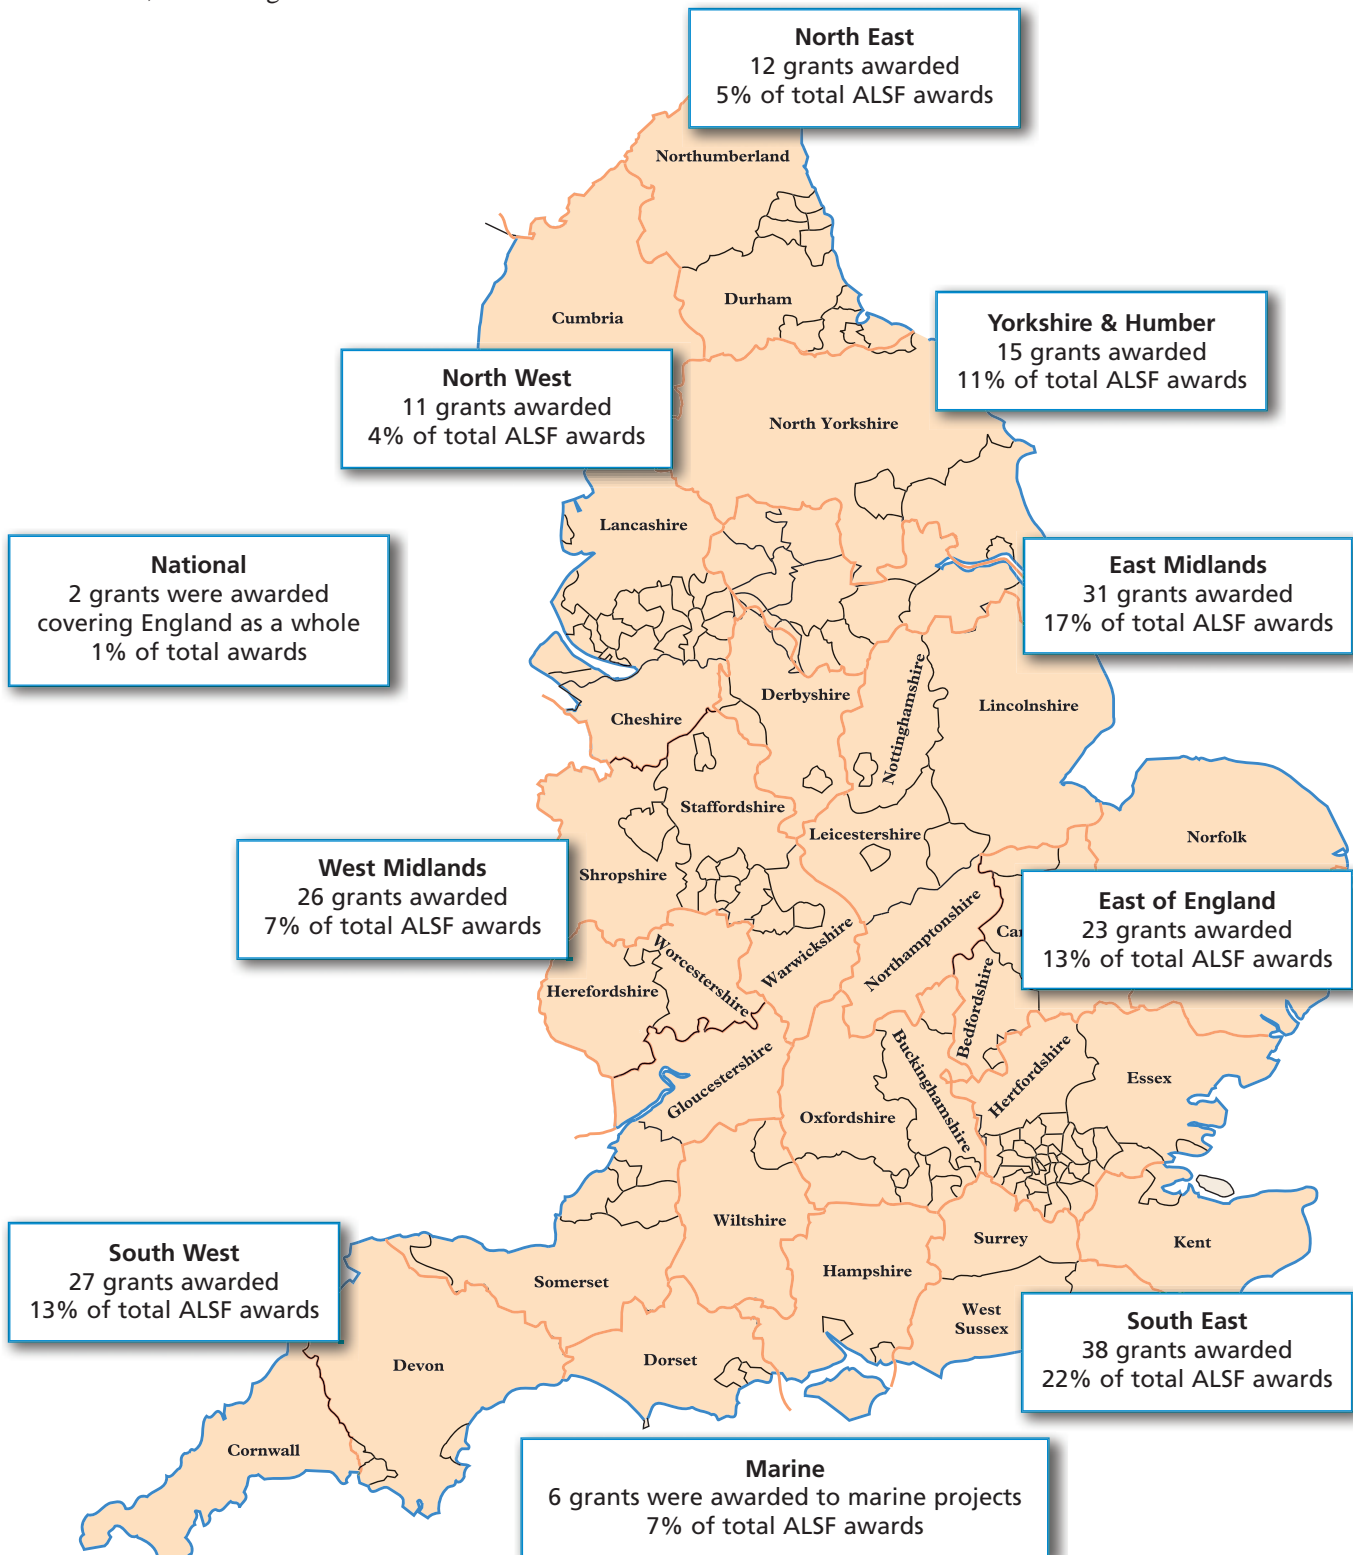 North East
12 grants awarded
5% of total ALSF awards
Northumberland
Durham
Cumbria
Yorkshire & Humber
15 grants awarded
11% of total ALSF awards
North West
11 grants awarded
4% of total ALSF awards
North Yorkshire
Lancashire
National
2 grants were awarded
covering England as a whole
1% of total awards
East Midlands
31 grants awarded
17% of total ALSF awards
Derbyshire
Nottinghamshire
Lincolnshire
Cheshire
Staffordshire
Leicestershire
Norfolk
West Midlands
26 grants awarded
7% of total ALSF awards
Shropshire
East of England
23 grants awarded
13% of total ALSF awards
Northamptonshire
Warwickshire
Worcestershire
Herefordshire
Bedfordshire
Buckinghamshire
Hertfordshire
Essex
Gloucestershire
Oxfordshire
Wiltshire
Surrey
Kent
South West
27 grants awarded
13% of total ALSF awards
Somerset
Hampshire
West
Sussex
South East
38 grants awarded
22% of total ALSF awards
Devon
Dorset
Cornwall
Marine
6 grants were awarded to marine projects
7% of total ALSF awards